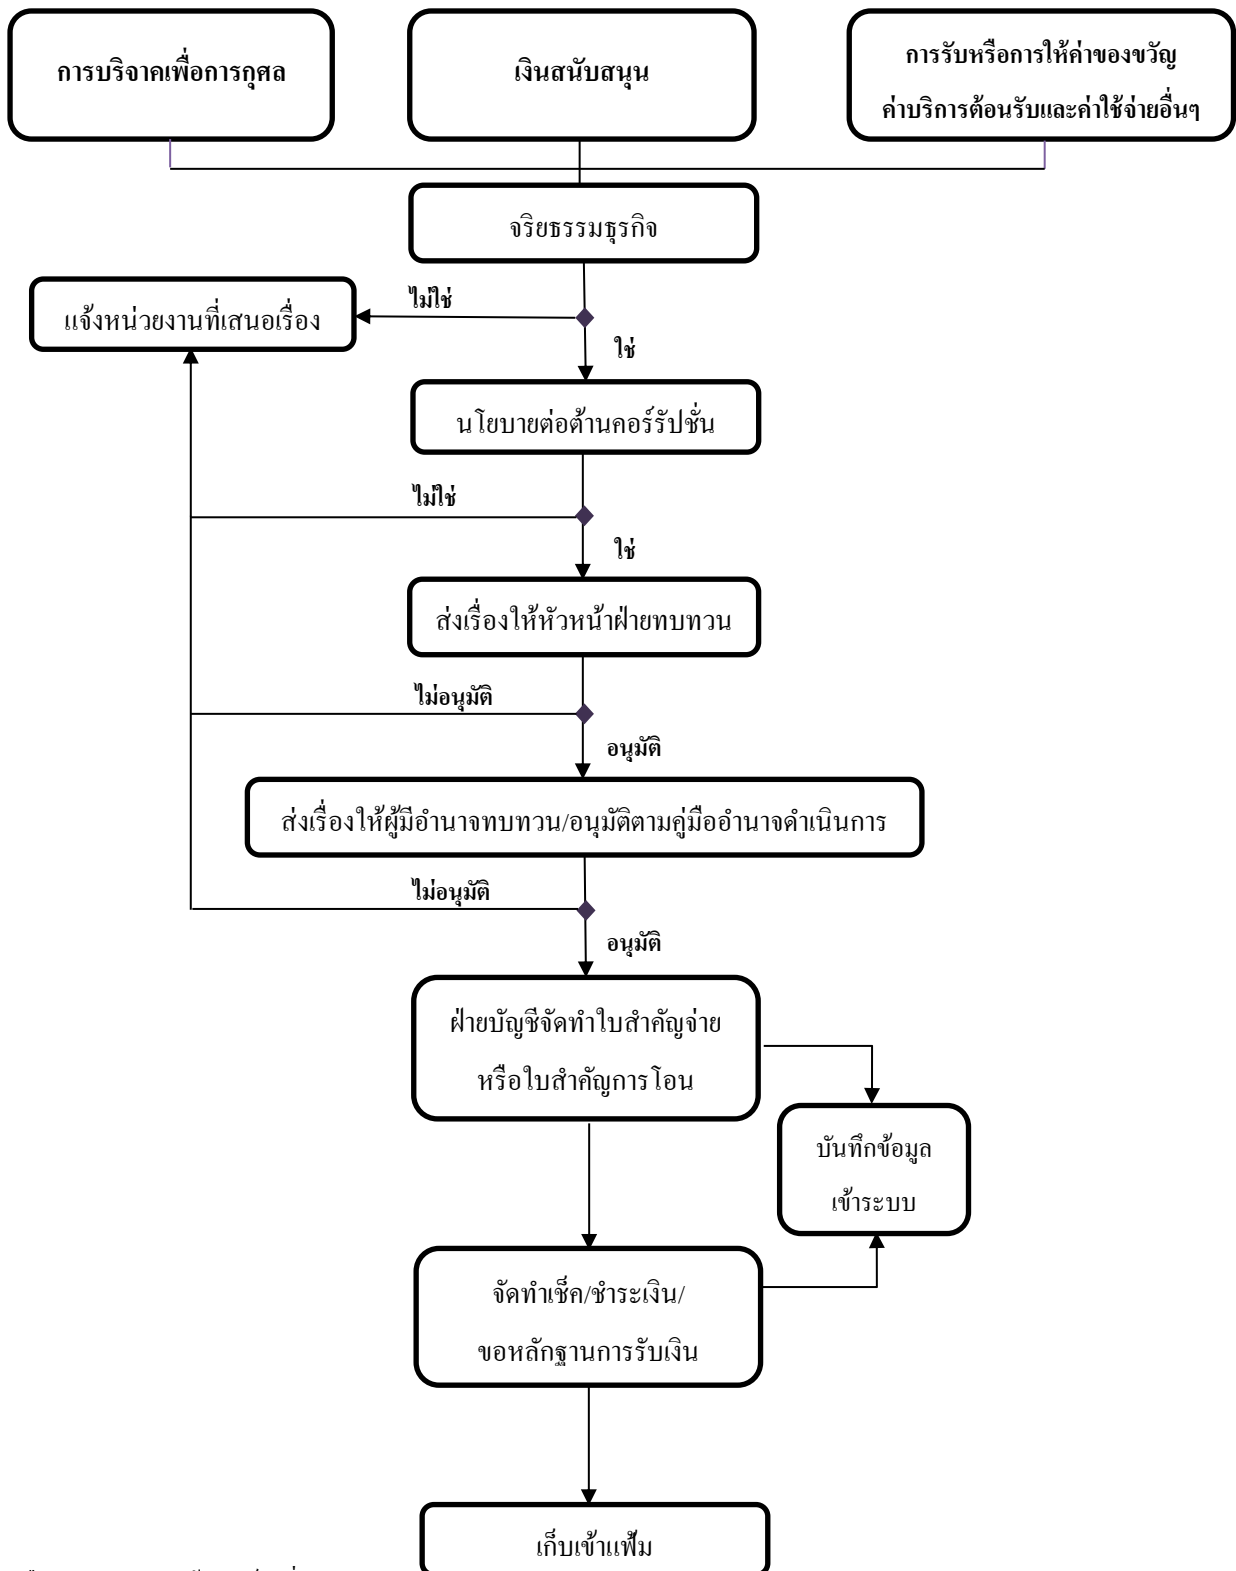 การบริจาคเพื่อการกุศล
เงินสนับสนุน
การรับหรือการให้ค่าของขวัญ
ค่าบริการต้อนรับและค่าใช้จ่ายอื่นๆ
จริยธรรมธุรกิจ
ไม่ใช่
แจ้งหน่วยงานที่เสนอเรื่อง
ใช่
นโยบายต่อต้านคอร์รัปชั่น
ไม่ใช่
ใช่
ส่งเรื่องให้หัวหน้าฝ่ายทบทวน
ไม่อนุมัติ
อนุมัติ
ส่งเรื่องให้ผู้มีอำนาจทบทวน/อนุมัติตามคู่มืออำนาจดำเนินการ
ไม่อนุมัติ
อนุมัติ
ฝ่ายบัญชีจัดทำใบสำคัญจ่าย
หรือใบสำคัญการโอน
บันทึกข้อมูล
เข้าระบบ
จัดทำเช็ค/ชำระเงิน/
ขอหลักฐานการรับเงิน
เก็บเข้าแฟ้ม